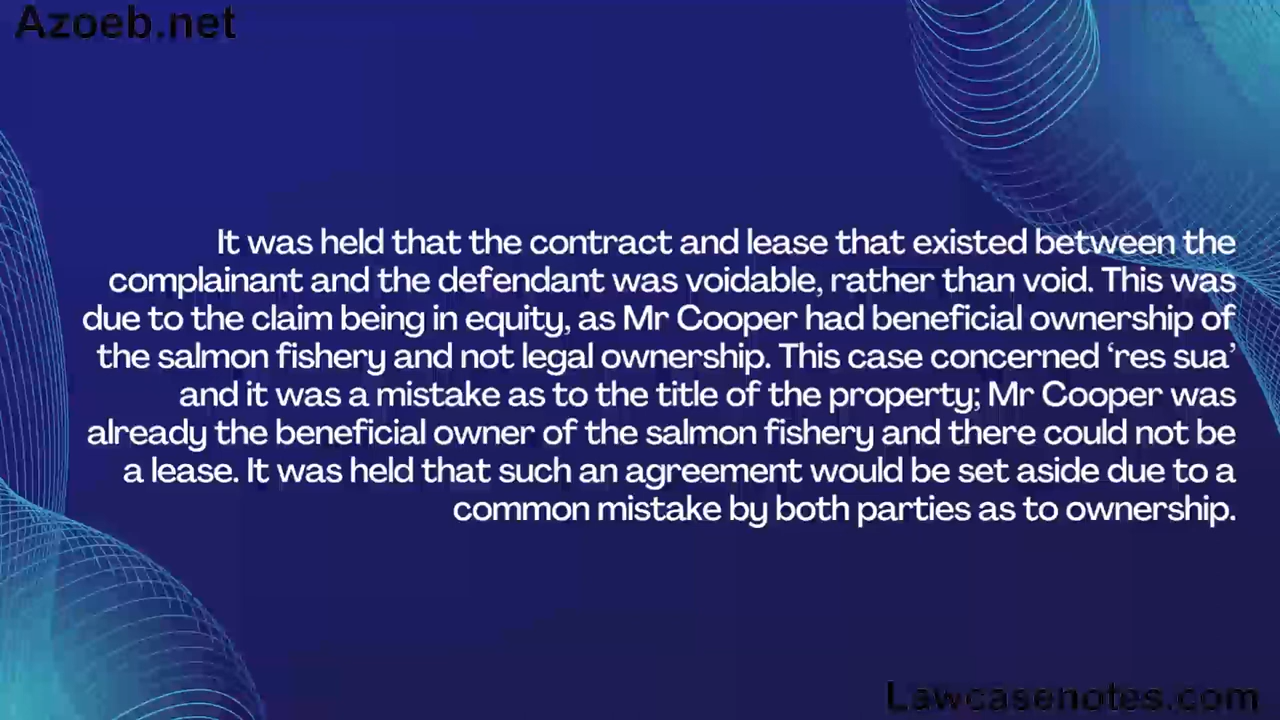 Azoeb.net
It was held that the contract and lease that existed between the
complainant and the defendant was voidable, rather than void. This was
due to the claim being in equity, as Mr Cooper had beneficial ownership of
the salmon fishery and not legal ownership. This case concerned ‘res sua’
and it was a mistake as to the title of the property; Mr Cooper was
already the beneficial owner of the salmon fishery and there could not be
a lease. It was held that such an agreement would be set aside due to a
common mistake by both parties as to ownership.
Lawcasenotes.com